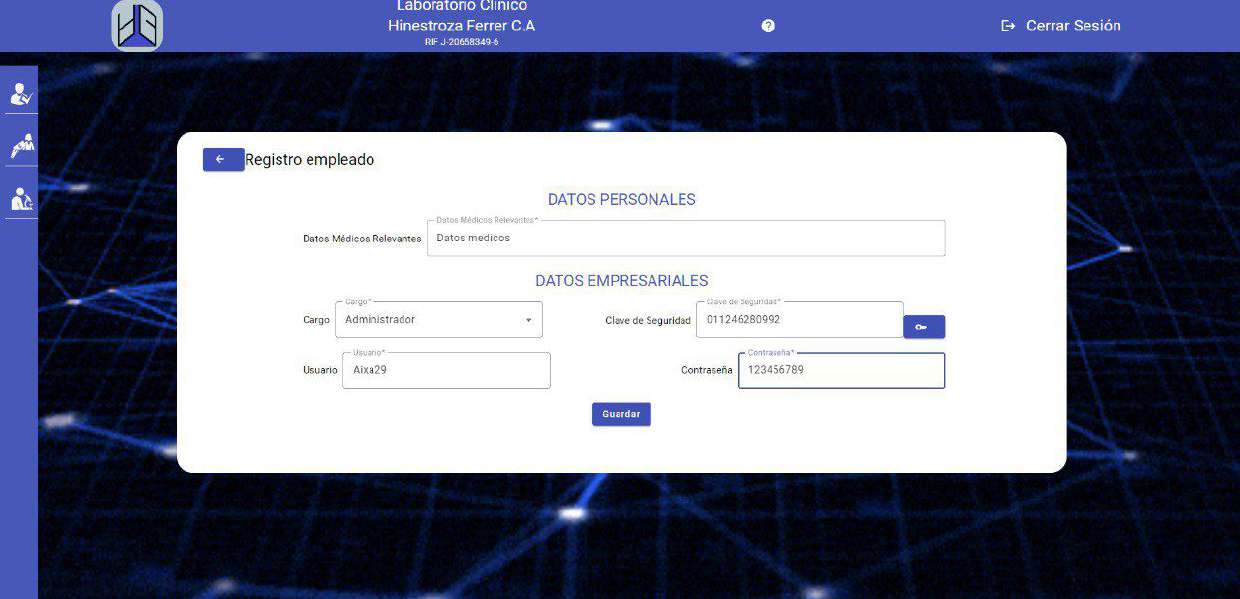 Laboratorio Clínico
Hinestroza Ferrer C.A
RIF J-20658349-6
Cerrar Sesión
Registro empleado
DATOS PERSONALES
Datos Médicos Relevantes*
Datos Médicos Relevantes Datos medicos
DATOS EMPRESARIALES
Cargo* Clave de Seguridad*
Cargo Administrador Clave de Seguridad 011246280992
Usuario* Contraseña*
Usuario Aixa29 Contraseña 123456789
Guardar